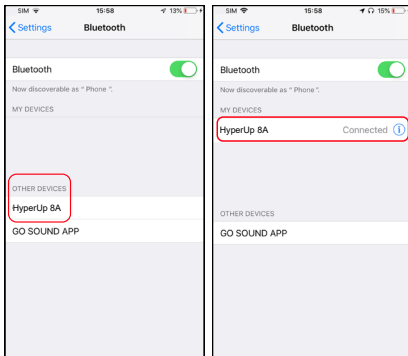 SIM 15:58 13%
Settings Bluetooth
Bluetooth
Now discoverable as “ Phone ”.
MY DEVICES
OTHER DEVICES
HyperUp 8A
GO SOUND APP
SIM 15:58 15%
Settings Bluetooth
Bluetooth
Now discoverable as “ Phone ”.
MY DEVICES
HyperUp 8A Connected
OTHER DEVICES
GO SOUND APP